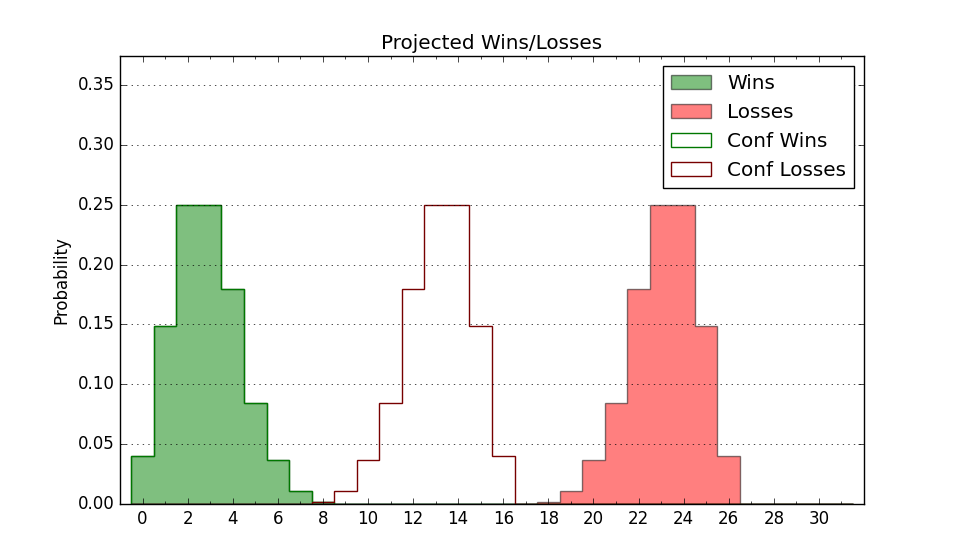 Projected Wins/Losses
Wins
Losses
Conf Wins
Conf Losses
Probability
0.35
0.30
0.25
0.20
0.15
0.10
0.05
0.00
0 2 4 6 8 10 12 14 16 18 20 22 24 26 28 30